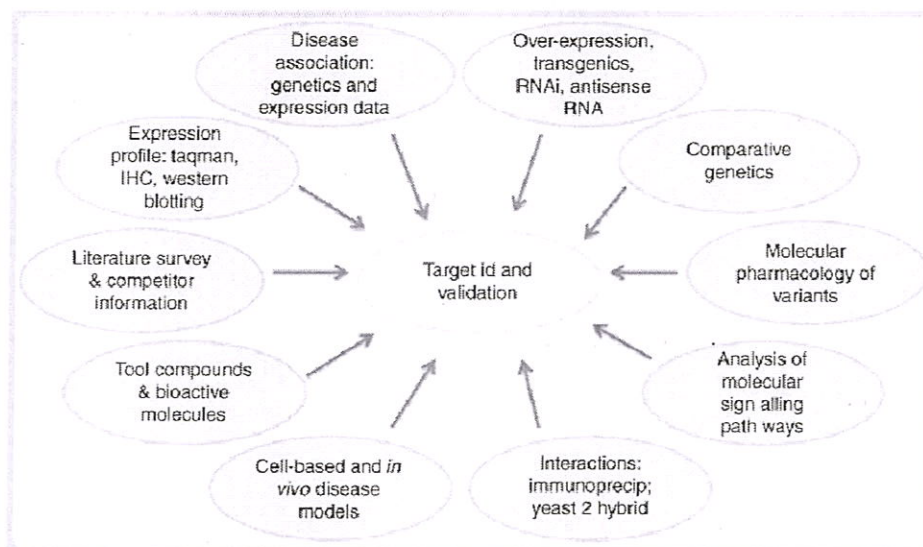 Disease
association:
genetics and
expression data
Over-expression,
transgenics,
RNAi, antisense
RNA
Expression
profile: taqman,
IHC, western
blotting
Comparative
genetics
Literature survey
& competitor
information
Target id and
validation
Molecular
pharmacology of
variants
Tool compounds
& bioactive
molecules
Analysis of
molecular
sign alling
path ways
Cell-based and in
vivo disease
models
Interactions:
immunoprecip;
yeast 2 hybrid